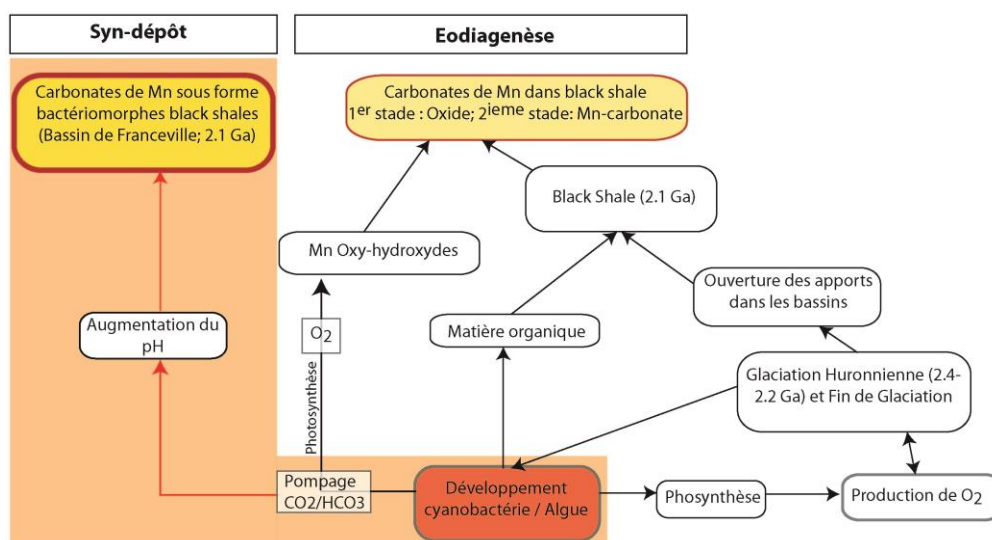 Syn-dépôt
Eodiagenèse
Carbonates de Mn sous forme
bactériomorphes black shales
(Bassin de Franceville; 2.1 Ga)
Carbonates de Mn dans black shale
1er stade : Oxide; 2ieme stade: Mn-carbonate
Black Shale (2.1 Ga)
Mn Oxy-hydroxydes
Ouverture des apports
dans les bassins
Augmentation du
pH
O2
Matière organique
Photosynthèse
Glaciation Huronnienne (2.4-
2.2 Ga) et Fin de Glaciation
Pompage
CO2/HCO3
Développement
cyanobactérie / Algue
Phosynthèse
Production de O2